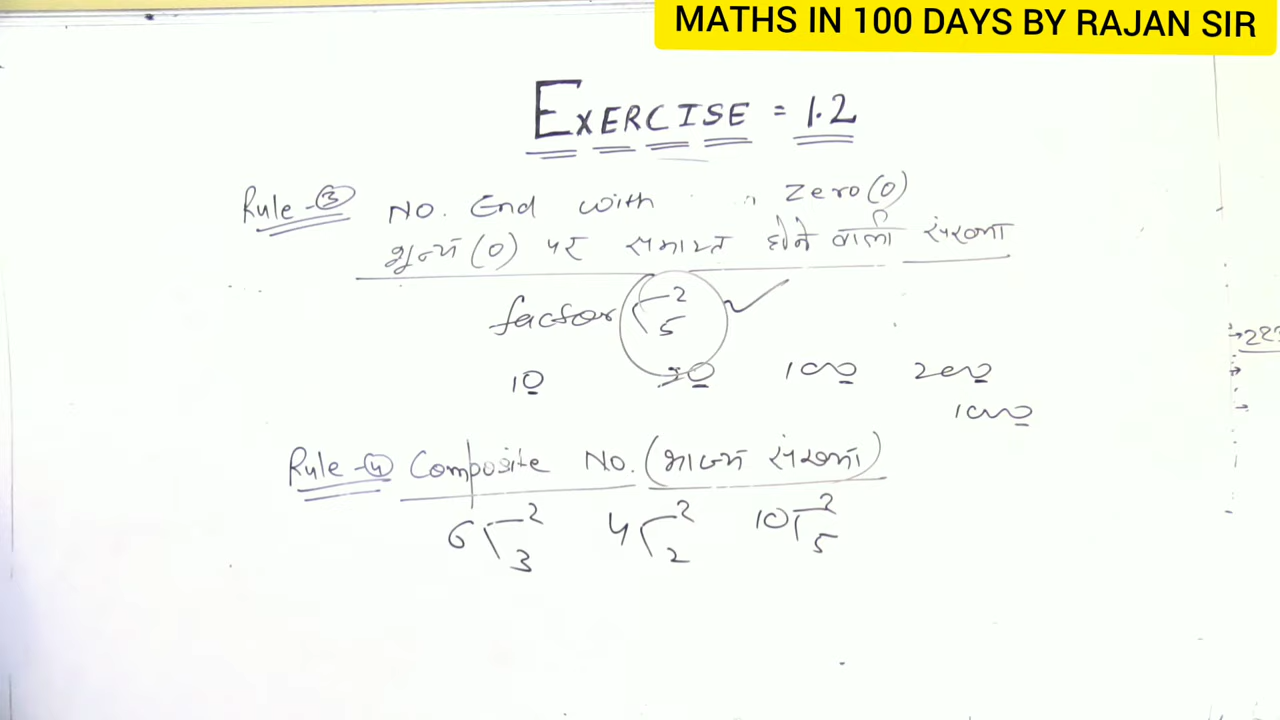 MATHS IN 100 DAYS BY RAJAN SIR
EXERCISE = 1.2
Rule-③ No. End with Zero(0)
शून्य (0) पर समाप्त होने वाली संख्या
factor 2
5
10 20 100 200
1000
Rule-④ Composite No. (भाज्य संख्या)
6 2 4 2 10 2
3 2 5